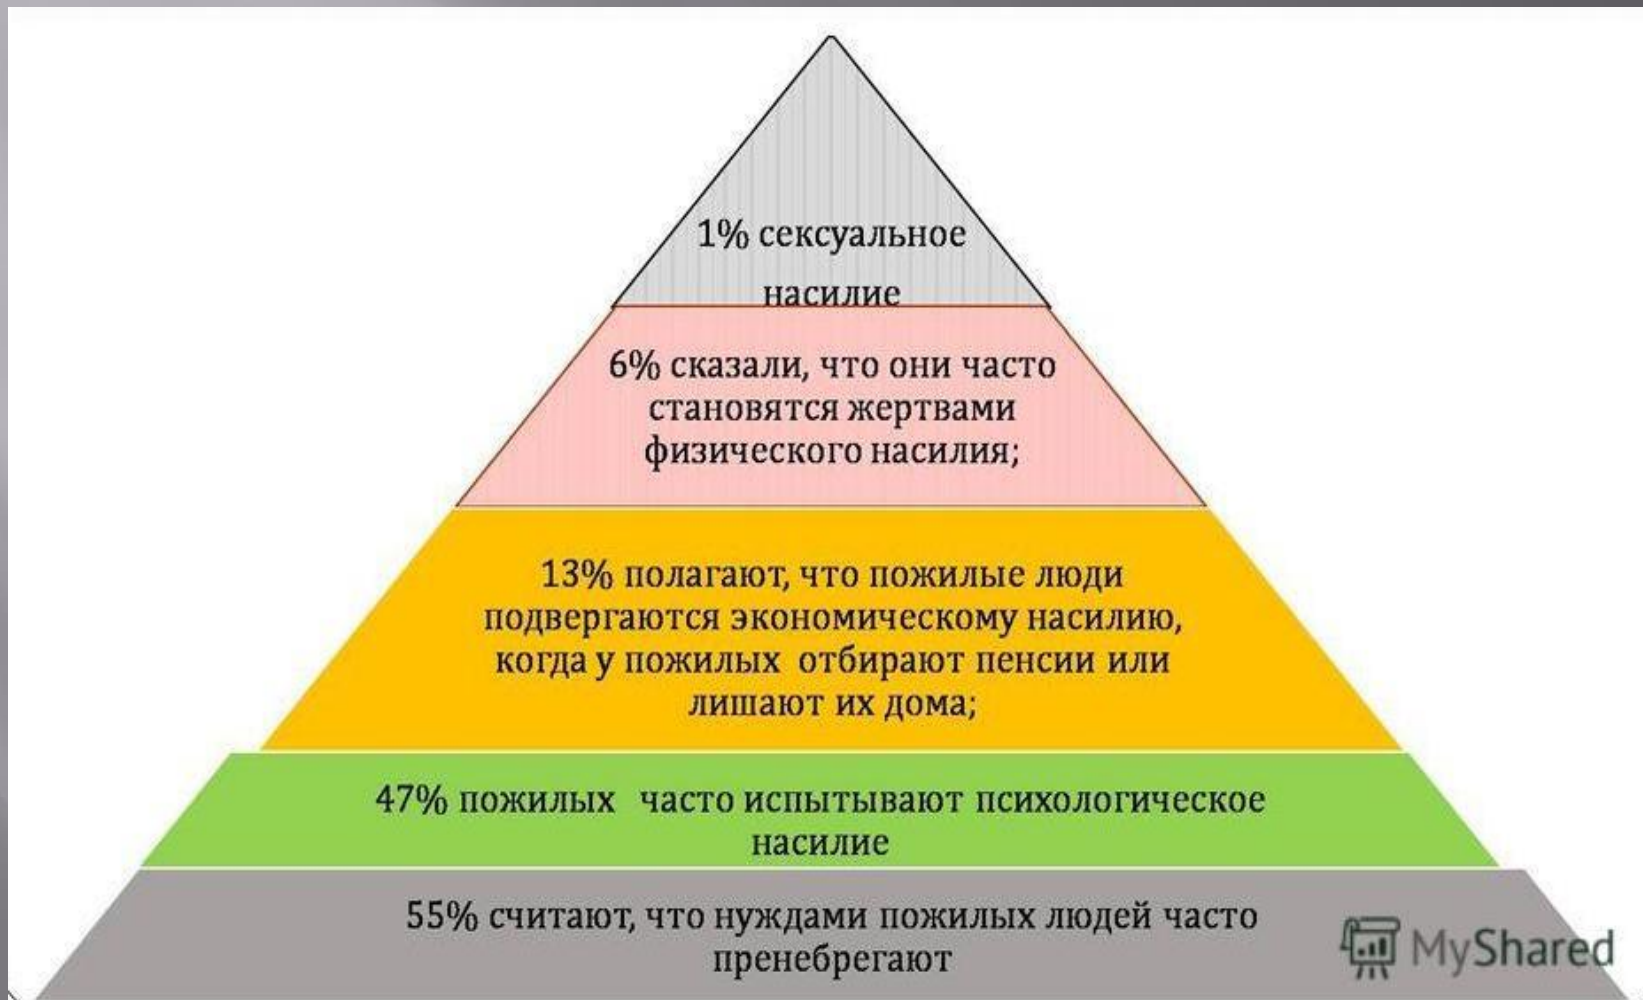 1% сексуальное
насилие
6% сказали, что они часто
становятся жертвами
физического насилия;
13% полагают, что пожилые люди
подвергаются экономическому насилию,
когда у пожилых отбирают пенсии или
лишают их дома;
47% пожилых часто испытывают психологическое
насилие
55% считают, что нуждами пожилых людей часто
пренебрегают
MyShared